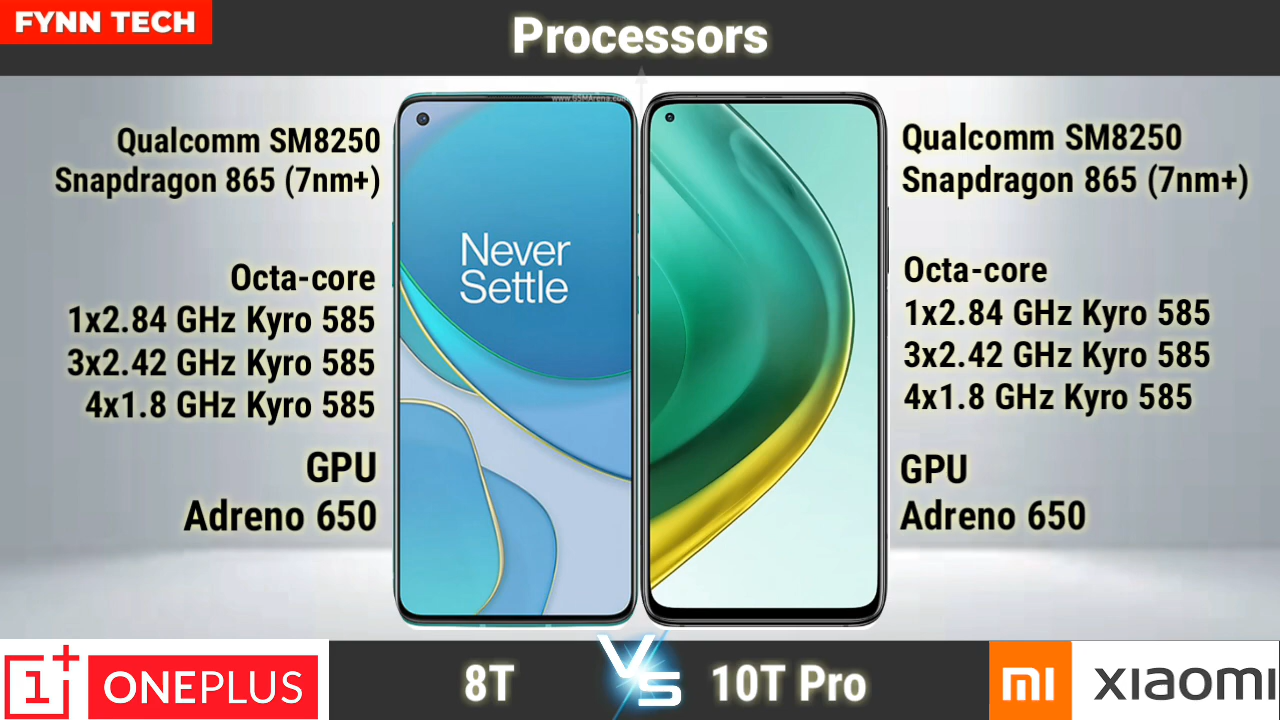 FYNN TECH
Processors
www.GSMArena.com
Qualcomm SM8250
Snapdragon 865 (7nm+)
Octa-core
1x2.84 GHz Kyro 585
3x2.42 GHz Kyro 585
4x1.8 GHz Kyro 585
GPU
Adreno 650
Never
Settle
Qualcomm SM8250
Snapdragon 865 (7nm+)
Octa-core
1x2.84 GHz Kyro 585
3x2.42 GHz Kyro 585
4x1.8 GHz Kyro 585
GPU
Adreno 650
1+ ONEPLUS
8T
VS
10T Pro
mi xiaomi